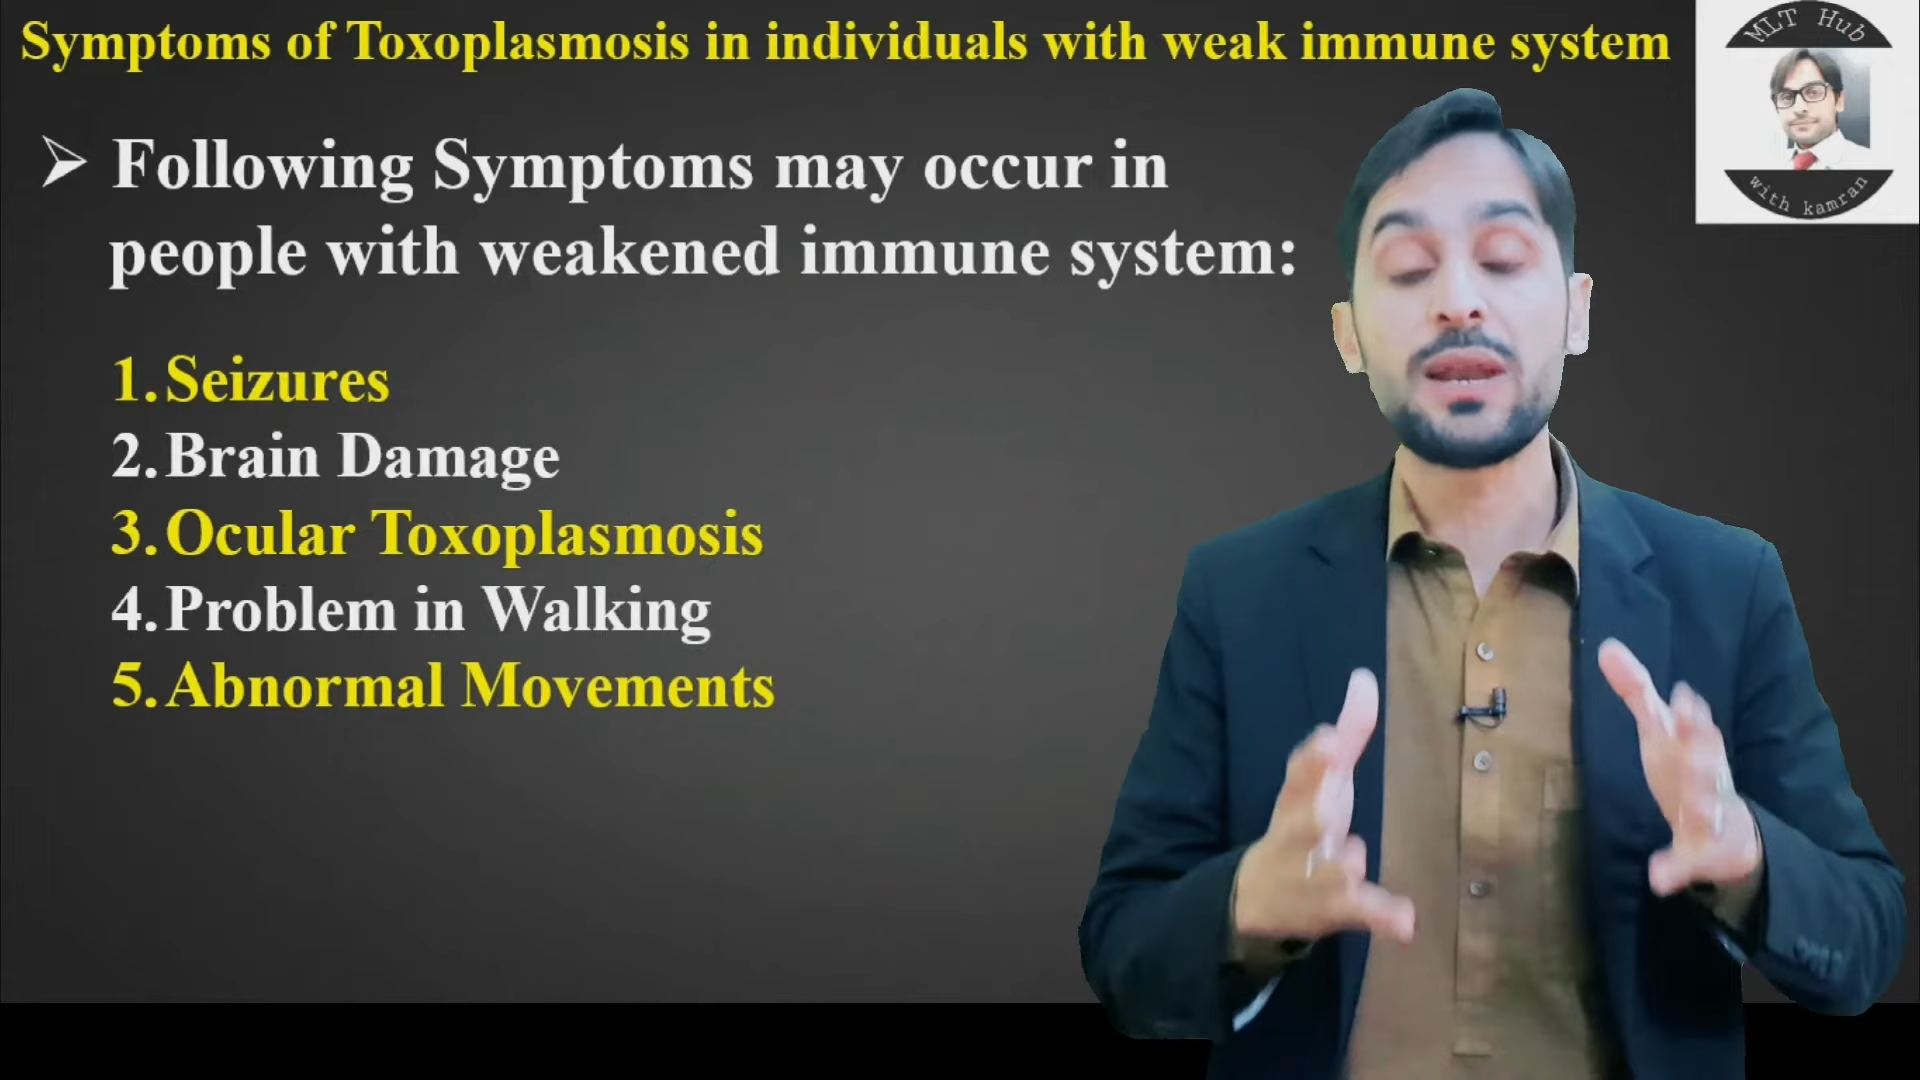 Symptoms of Toxoplasmosis in individuals with weak immune system
MLT Hub
with kamran
➢ Following Symptoms may occur in
people with weakened immune system:
1. Seizures
2. Brain Damage
3. Ocular Toxoplasmosis
4. Problem in Walking
5. Abnormal Movements